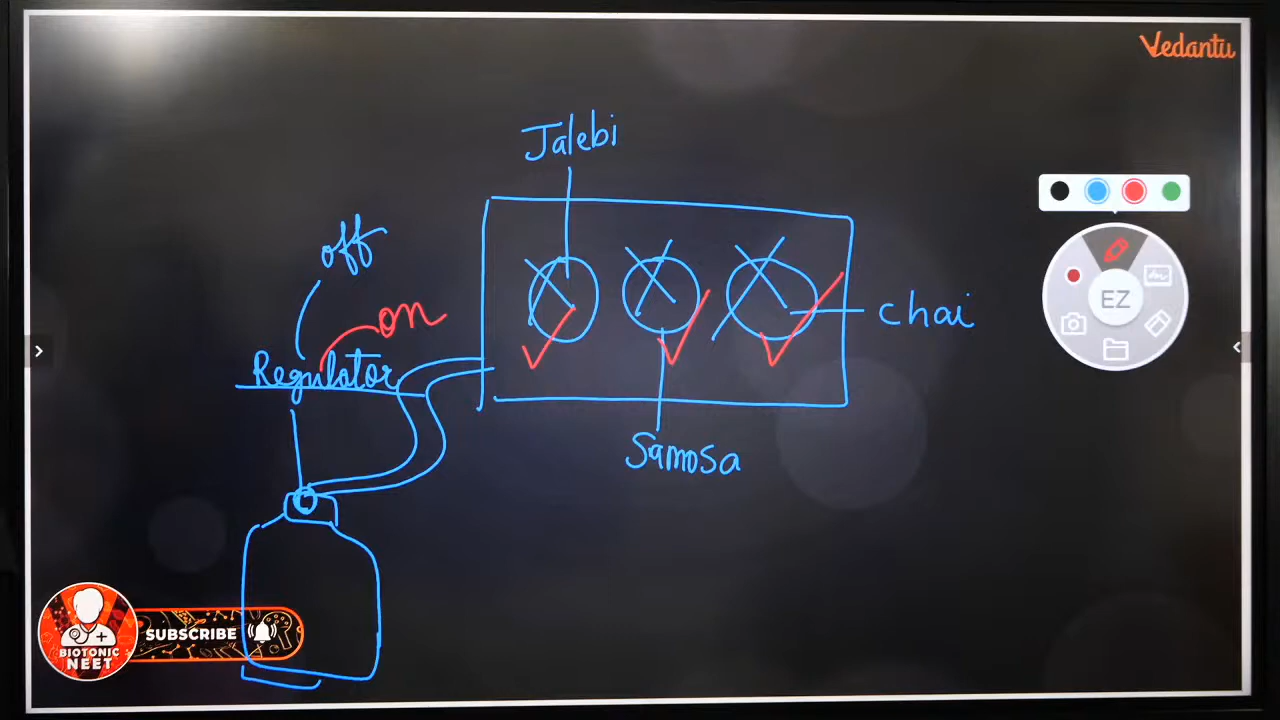 Vedantu
Jalebi
off
on
Regulator
chai
Samosa
EZ
SUBSCRIBE
BIOTONIC
NEET